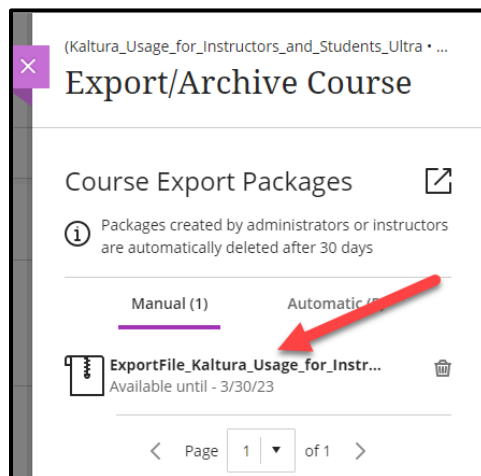 (Kaltura_Usage_for_Instructors_and_Students_Ultra • ...
Export/Archive Course
Course Export Packages
Packages created by administrators or instructors
are automatically deleted after 30 days
Manual (1)
Automatic
ExportFile_Kaltura_Usage_for_Instr...
Available until - 3/30/23
Page 1 of 1